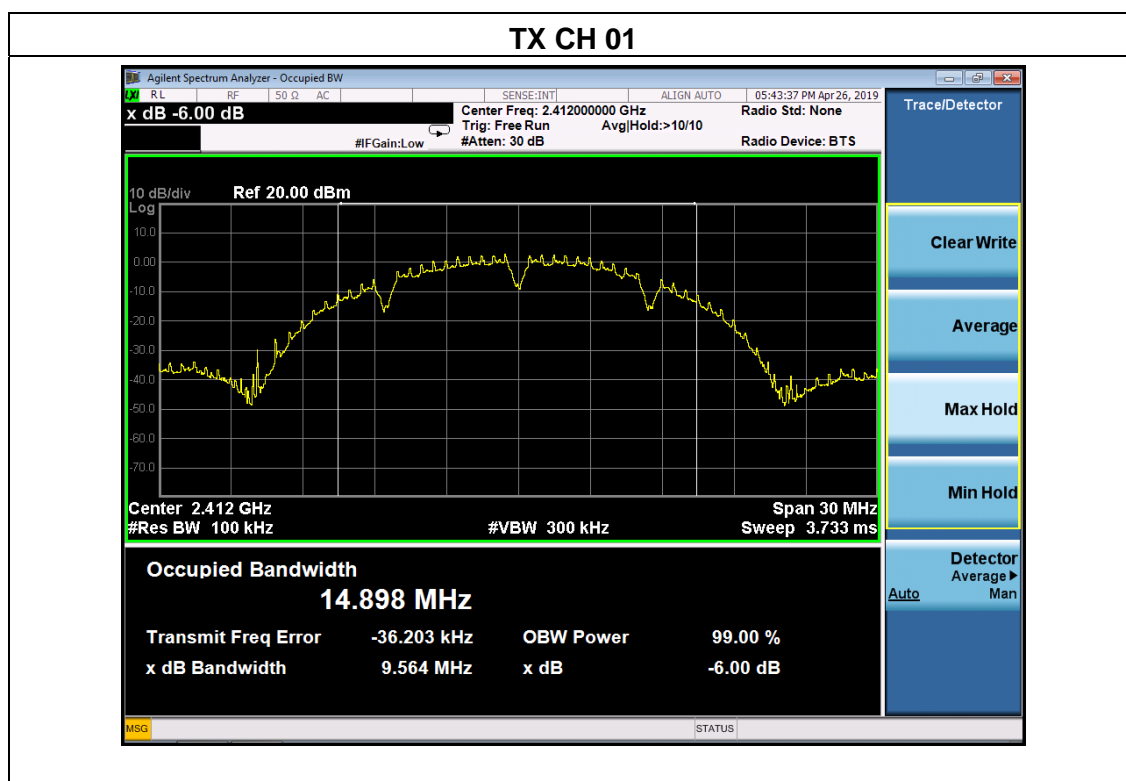 TX CH 01
Agilent Spectrum Analyzer - Occupied BW
LXI RL RF 50 Ω AC SENSE:INT ALIGN AUTO 05:43:37 PM Apr 26, 2019
x dB -6.00 dB
Center Freq: 2.412000000 GHz
Radio Std: None
Trig: Free Run Avg|Hold:>10/10
#IFGain:Low #Atten: 30 dB
Radio Device: BTS
10 dB/div Ref 20.00 dBm
Log
10.0
0.00
-10.0
-20.0
-30.0
-40.0
-50.0
-60.0
-70.0
Center 2.412 GHz Span 30 MHz
#Res BW 100 kHz #VBW 300 kHz Sweep 3.733 ms
Occupied Bandwidth
14.898 MHz
Transmit Freq Error -36.203 kHz OBW Power 99.00 %
x dB Bandwidth 9.564 MHz x dB -6.00 dB
MSG STATUS
Trace/Detector
Clear Write
Average
Max Hold
Min Hold
Detector
Average
Auto Man